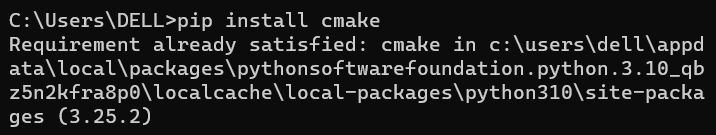 C:\Users\DELL>pip install cmake
Requirement already satisfied: cmake in c:\users\dell\appd
ata\local\packages\pythonsoftwarefoundation.python.3.10_qb
z5n2kfra8p0\localcache\local-packages\python310\site-packa
ges (3.25.2)